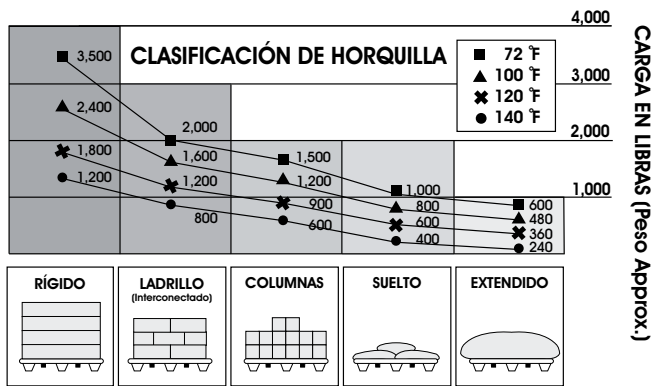 CLASIFICACIÓN DE HORQUILLA
72 °F
100 °F
120 °F
140 °F
4,000
3,000
2,000
1,000
CARGA EN LIBRAS (Peso Approx.)
3,500
2,400
1,800
1,200
2,000
1,600
1,200
800
1,500
1,200
900
600
1,000
800
600
400
600
480
360
240
RÍGIDO
LADRILLO
(Interconectado)
COLUMNAS
SUELTO
EXTENDIDO